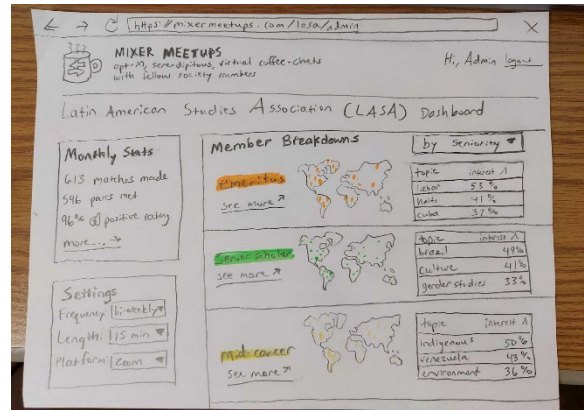 https://mixermeetups.com/lasa/admin
MIXER MEETUPS
opt-in, serendipitous, virtual coffee-chats
with fellow society members
Hi, Admin logout
Latin American Studies Association (LASA) Dashboard
Monthly Stats
613 matches made
596 pairs met
96% positive rating
more...
Settings
Frequency: bi-weekly
Length: 15 min
Platform: zoom
Member Breakdowns
by Seniority
emeritus
see more
topic interest
labor 53%
haiti 41%
cuba 37%
Senior scholar
see more
topic interest
brazil 49%
culture 41%
gender studies 33%
Mid-career
see more
topic interest
indigenous 50%
venezuela 43%
environment 36%